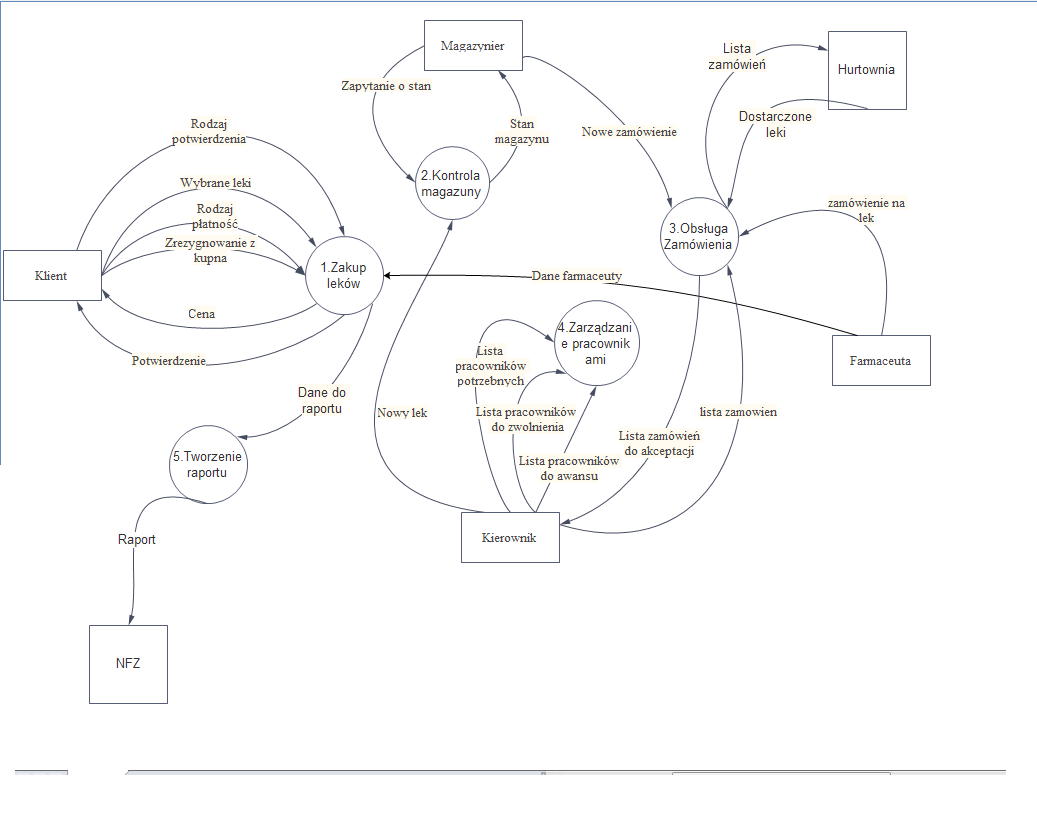 Magazynier
Lista
zamówień
Hurtownia
Zapytanie o stan
Dostarczone
leki
Rodzaj
potwierdzenia
Stan
magazynu
Nowe zamówienie
Wybrane leki
2.Kontrola
magazuny
zamówienie na
lek
Rodzaj
płatność
3.Obsługa
Zamówienia
Zrezygnowanie z
kupna
Klient
1.Zakup
leków
Dane farmaceuty
Cena
4.Zarządzani
e pracownik
ami
Potwierdzenie
Lista
pracowników
potrzebnych
Farmaceuta
Dane do
raportu
Nowy lek
Lista pracowników
do zwolnienia
lista zamowien
Lista zamówień
do akceptacji
5.Tworzenie
raportu
Lista pracowników
do awansu
Raport
Kierownik
NFZ